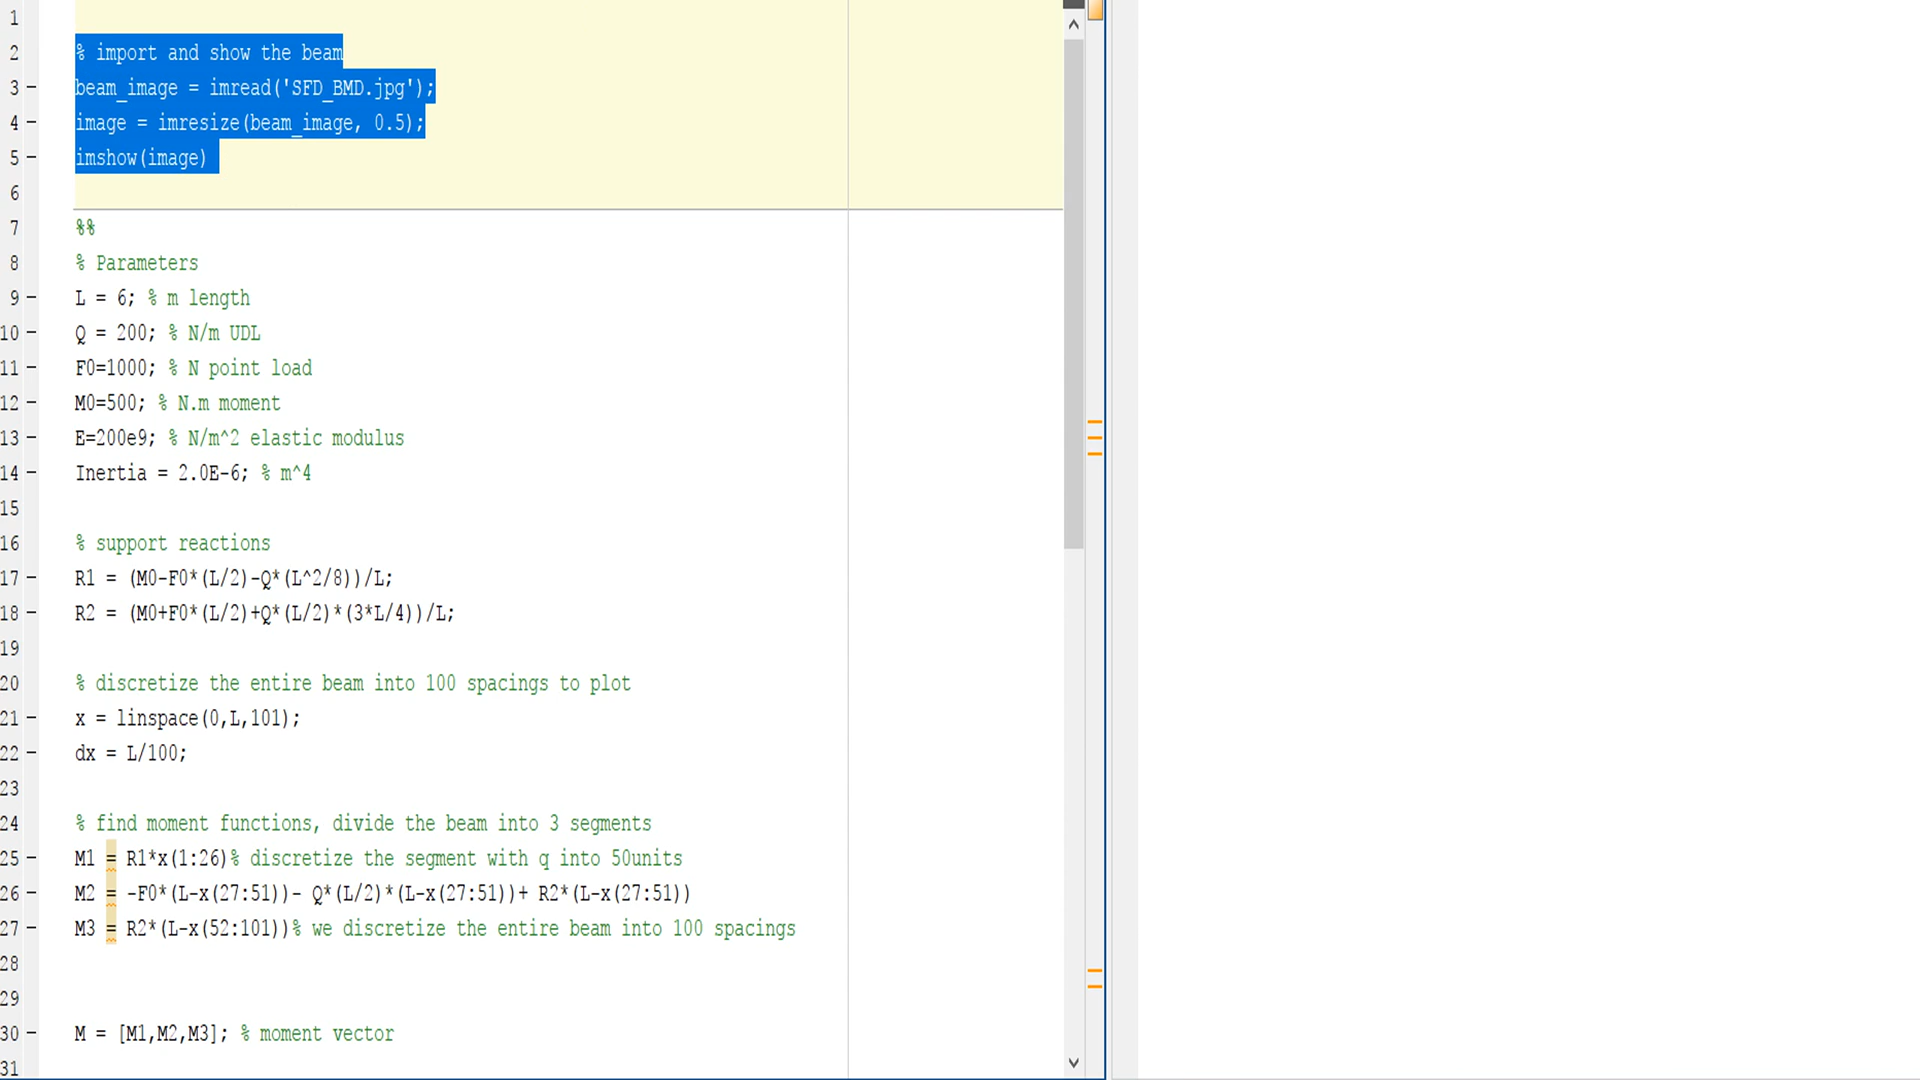 1
2 % import and show the beam
3 – beam_image = imread('SFD_BMD.jpg');
4 – image = imresize(beam_image, 0.5);
5 – imshow(image)
6
7 %%
8 % Parameters
9 – L = 6; % m length
10 – Q = 200; % N/m UDL
11 – F0=1000; % N point load
12 – M0=500; % N.m moment
13 – E=200e9; % N/m^2 elastic modulus
14 – Inertia = 2.0E-6; % m^4
15
16 % support reactions
17 – R1 = (M0-F0*(L/2)-Q*(L^2/8))/L;
18 – R2 = (M0+F0*(L/2)+Q*(L/2)*(3*L/4))/L;
19
20 % discretize the entire beam into 100 spacings to plot
21 – x = linspace(0,L,101);
22 – dx = L/100;
23
24 % find moment functions, divide the beam into 3 segments
25 – M1 = R1*x(1:26)% discretize the segment with q into 50units
26 – M2 = -F0*(L-x(27:51))- Q*(L/2)*(L-x(27:51))+ R2*(L-x(27:51))
27 – M3 = R2*(L-x(52:101))% we discretize the entire beam into 100 spacings
28
29
30 – M = [M1,M2,M3]; % moment vector
31